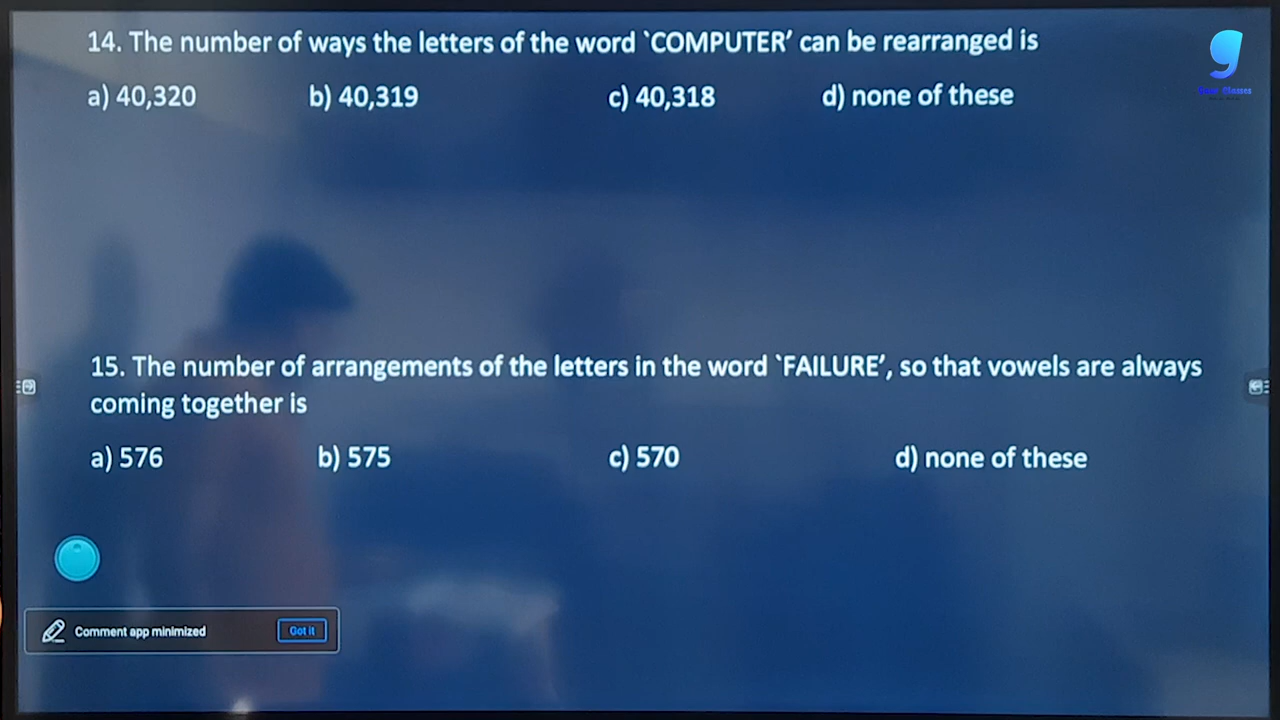 14. The number of ways the letters of the word `COMPUTER’ can be rearranged is
a) 40,320 b) 40,319 c) 40,318 d) none of these
15. The number of arrangements of the letters in the word `FAILURE’, so that vowels are always
coming together is
a) 576 b) 575 c) 570 d) none of these
Comment app minimized Got it